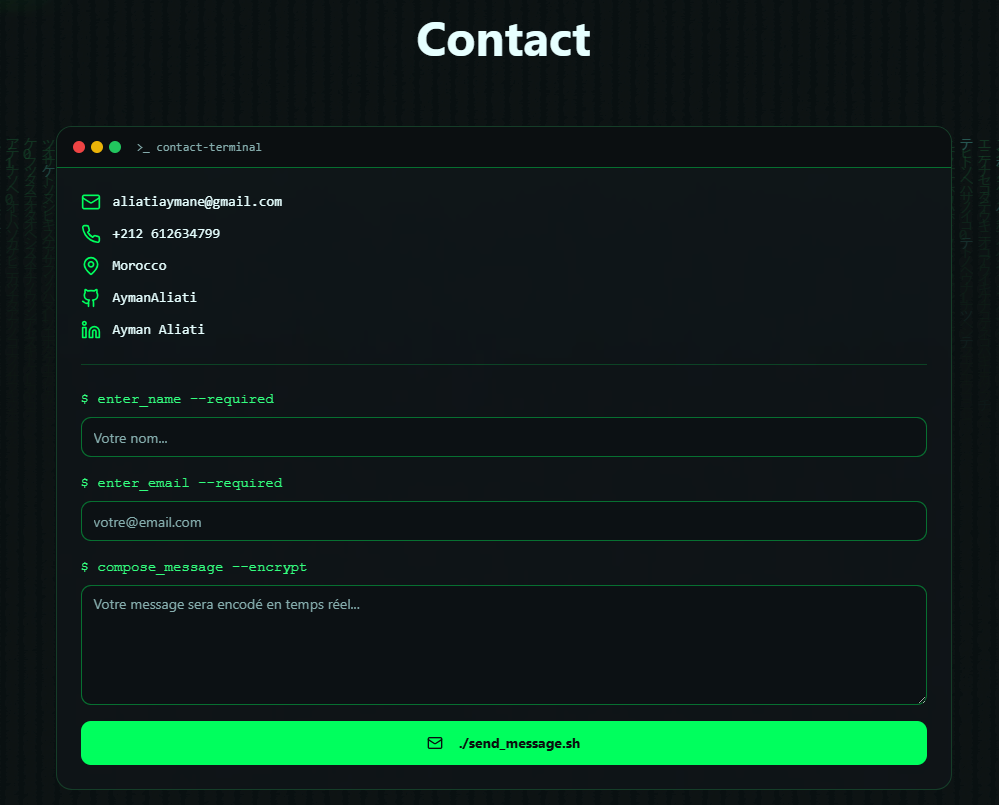 Contact
>_ contact-terminal
aliatiaymane@gmail.com
+212 612634799
Morocco
AymanAliati
Ayman Aliati
$ enter_name --required
Votre nom...
$ enter_email --required
votre@email.com
$ compose_message --encrypt
Votre message sera encodé en temps réel...
./send_message.sh